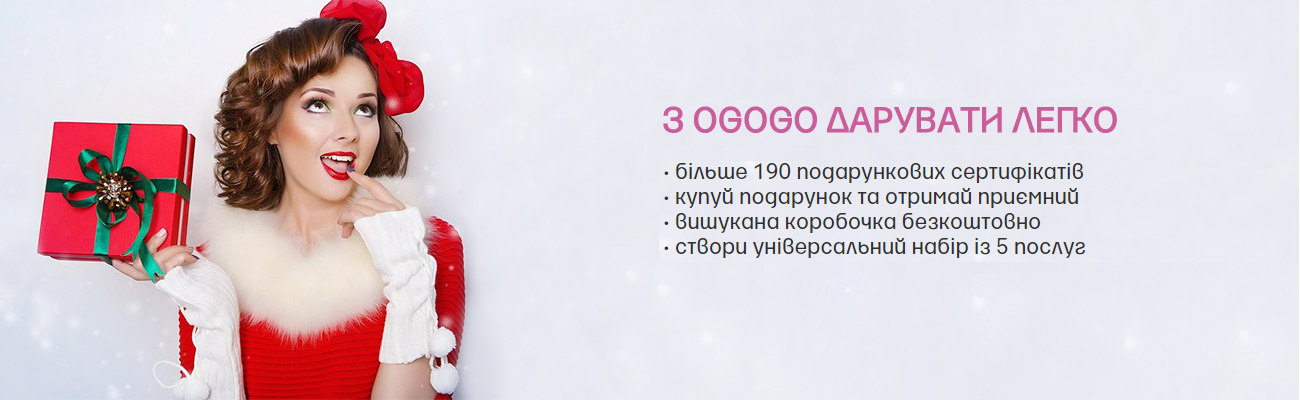 З OGOGO ДАРУВАТИ ЛЕГКО
· більше 190 подарункових сертифікатів
· купуй подарунок та отримай приємний
· вишукана коробочка безкоштовно
· створи універсальний набір із 5 послуг